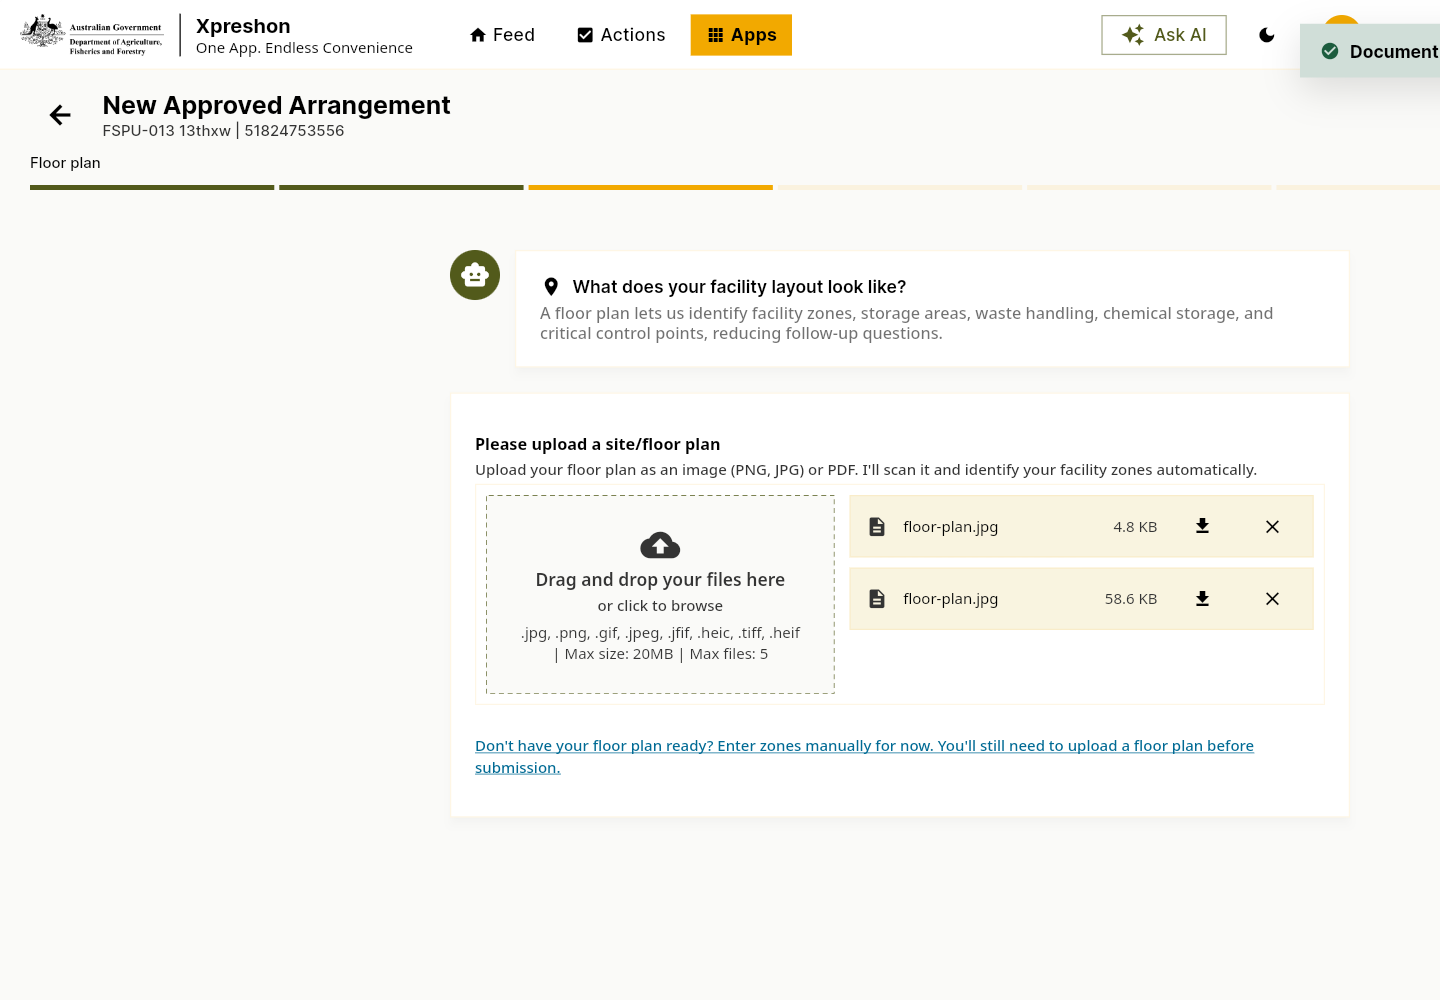 Australian Government
Department of Agriculture,
Fisheries and Forestry
Xpreshon
One App. Endless Convenience
Feed
Actions
Apps
Ask AI
Document
New Approved Arrangement
FSPU-013 13thxw | 51824753556
Floor plan
What does your facility layout look like?
A floor plan lets us identify facility zones, storage areas, waste handling, chemical storage, and
critical control points, reducing follow-up questions.
Please upload a site/floor plan
Upload your floor plan as an image (PNG, JPG) or PDF. I'll scan it and identify your facility zones automatically.
Drag and drop your files here
or click to browse
.jpg, .png, .gif, .jpeg, .jfif, .heic, .tiff, .heif
| Max size: 20MB | Max files: 5
floor-plan.jpg 4.8 KB
floor-plan.jpg 58.6 KB
Don't have your floor plan ready? Enter zones manually for now. You'll still need to upload a floor plan before
submission.